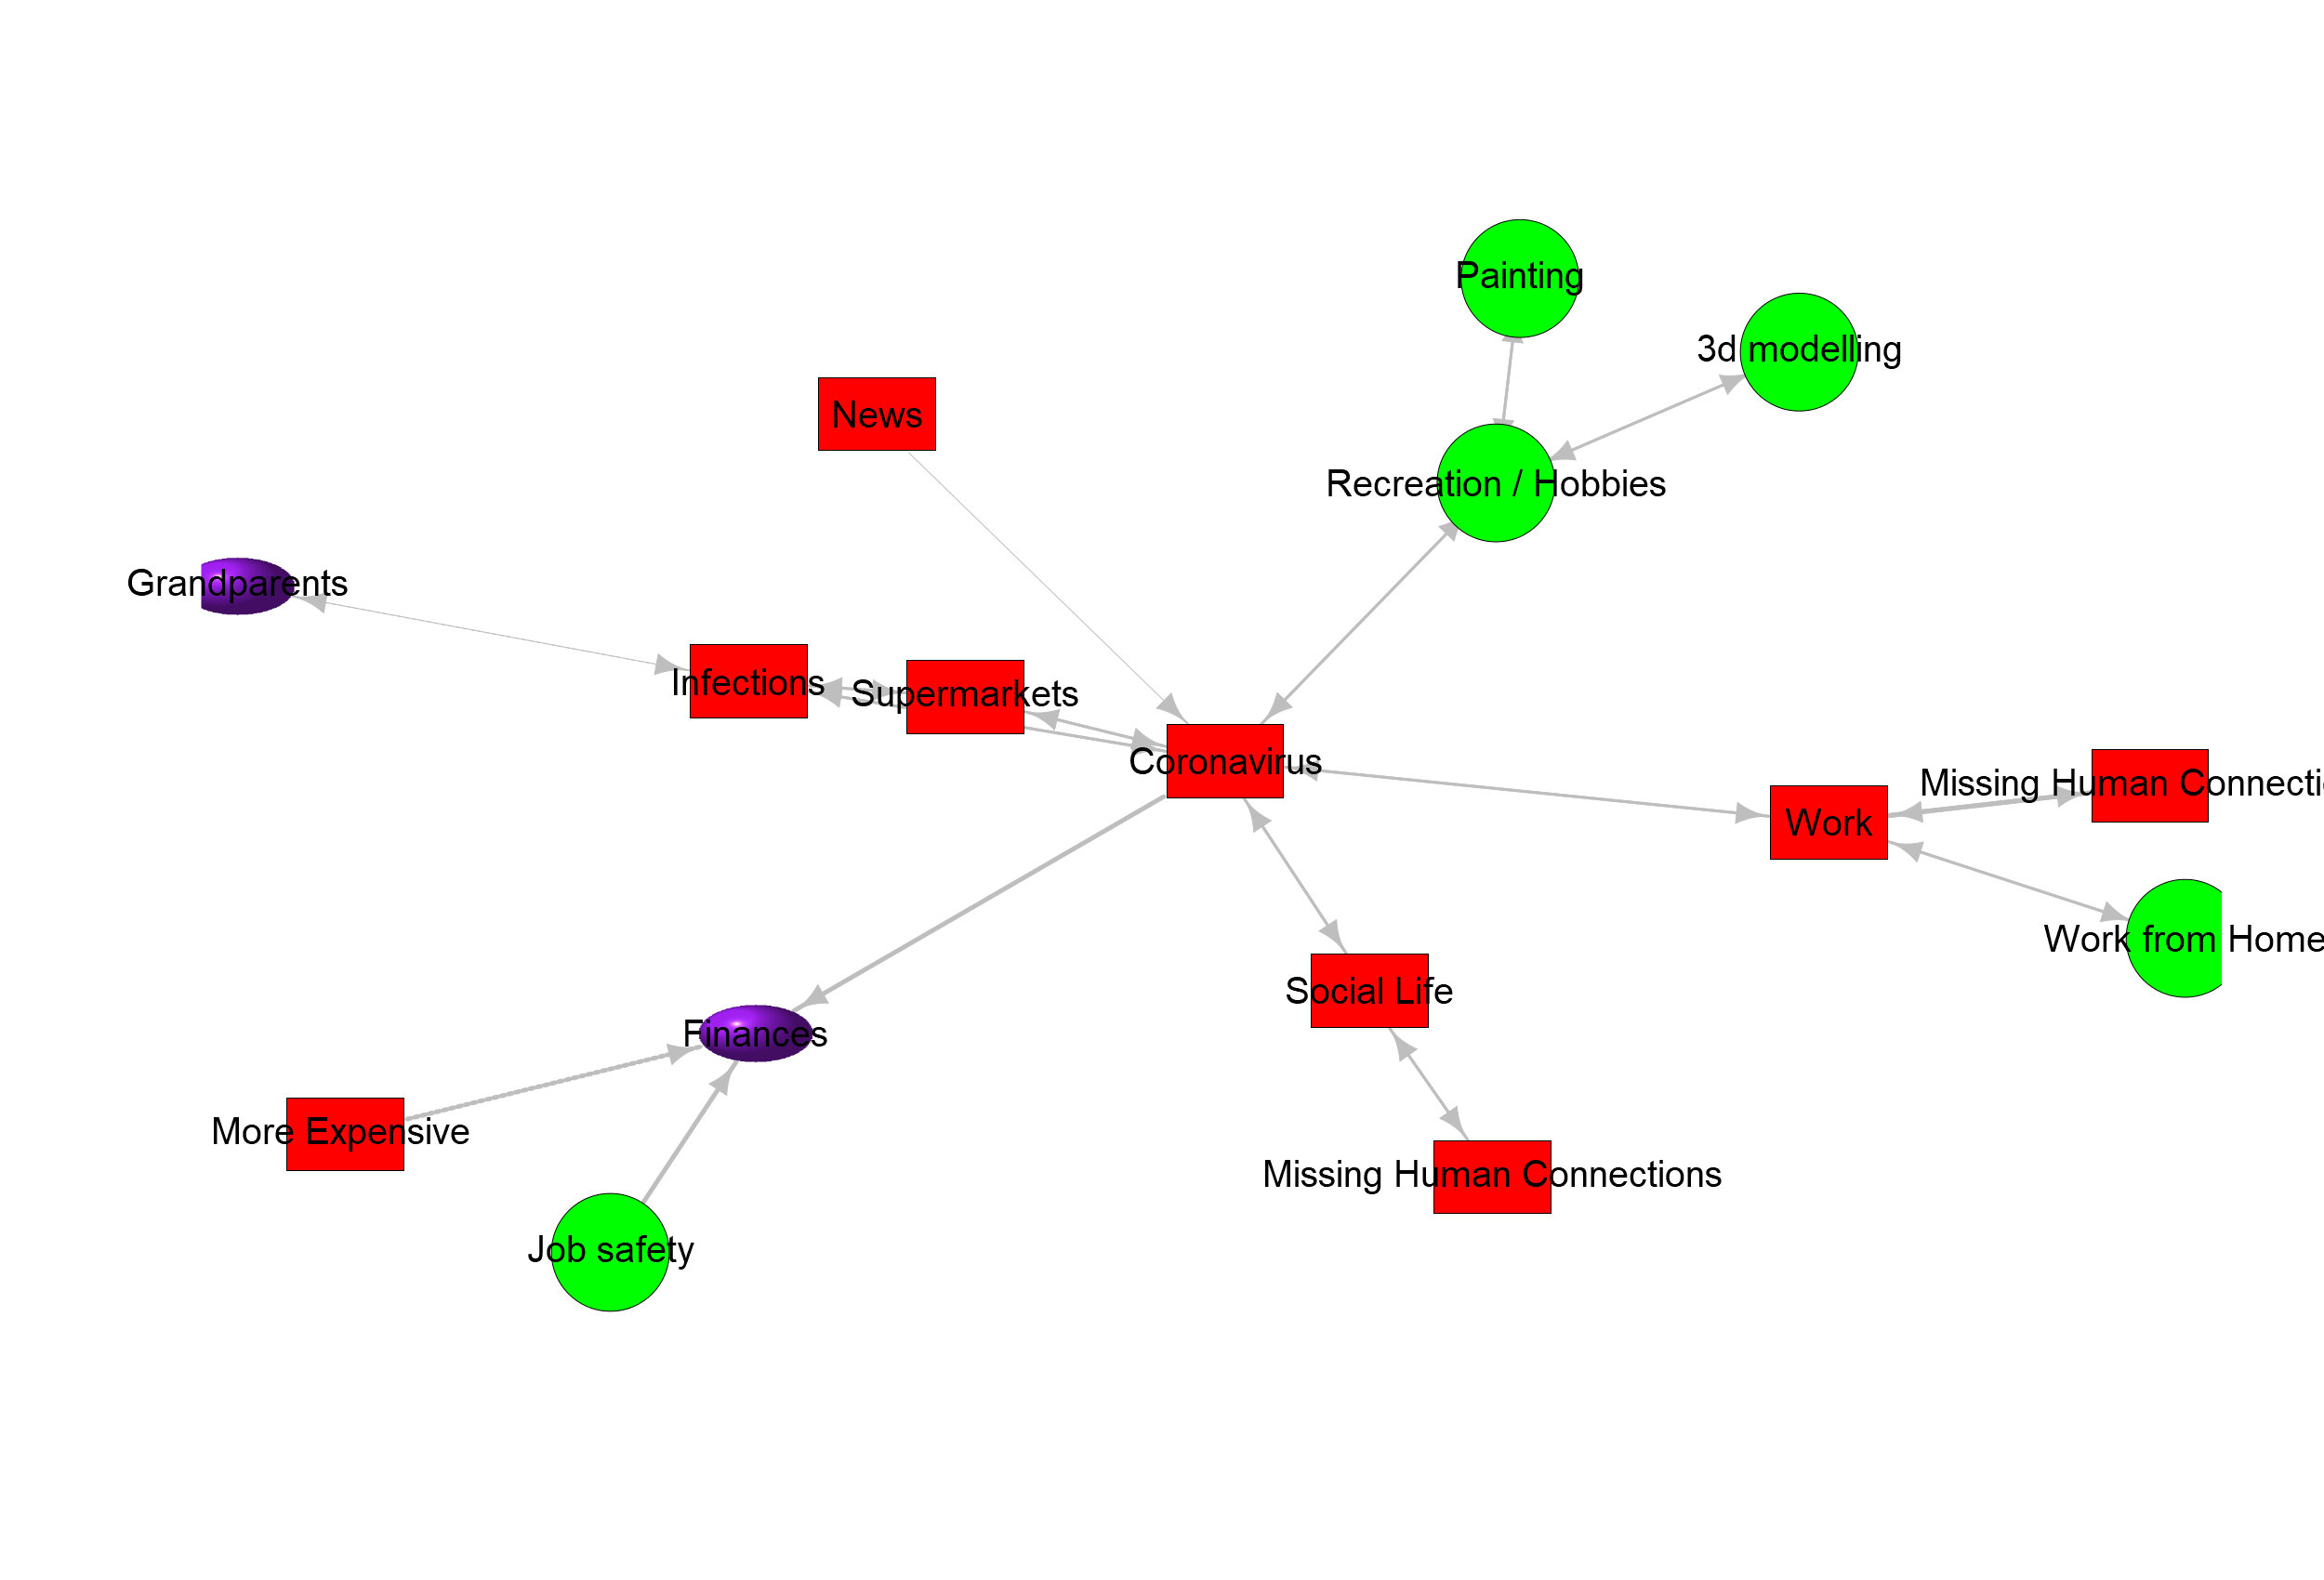 Painting
3d modelling
News
Recreation / Hobbies
Grandparents
Infections
Supermarkets
Coronavirus
Missing Human Connecti
Work
Work from Home
Social Life
Finances
More Expensive
Missing Human Connections
Job safety